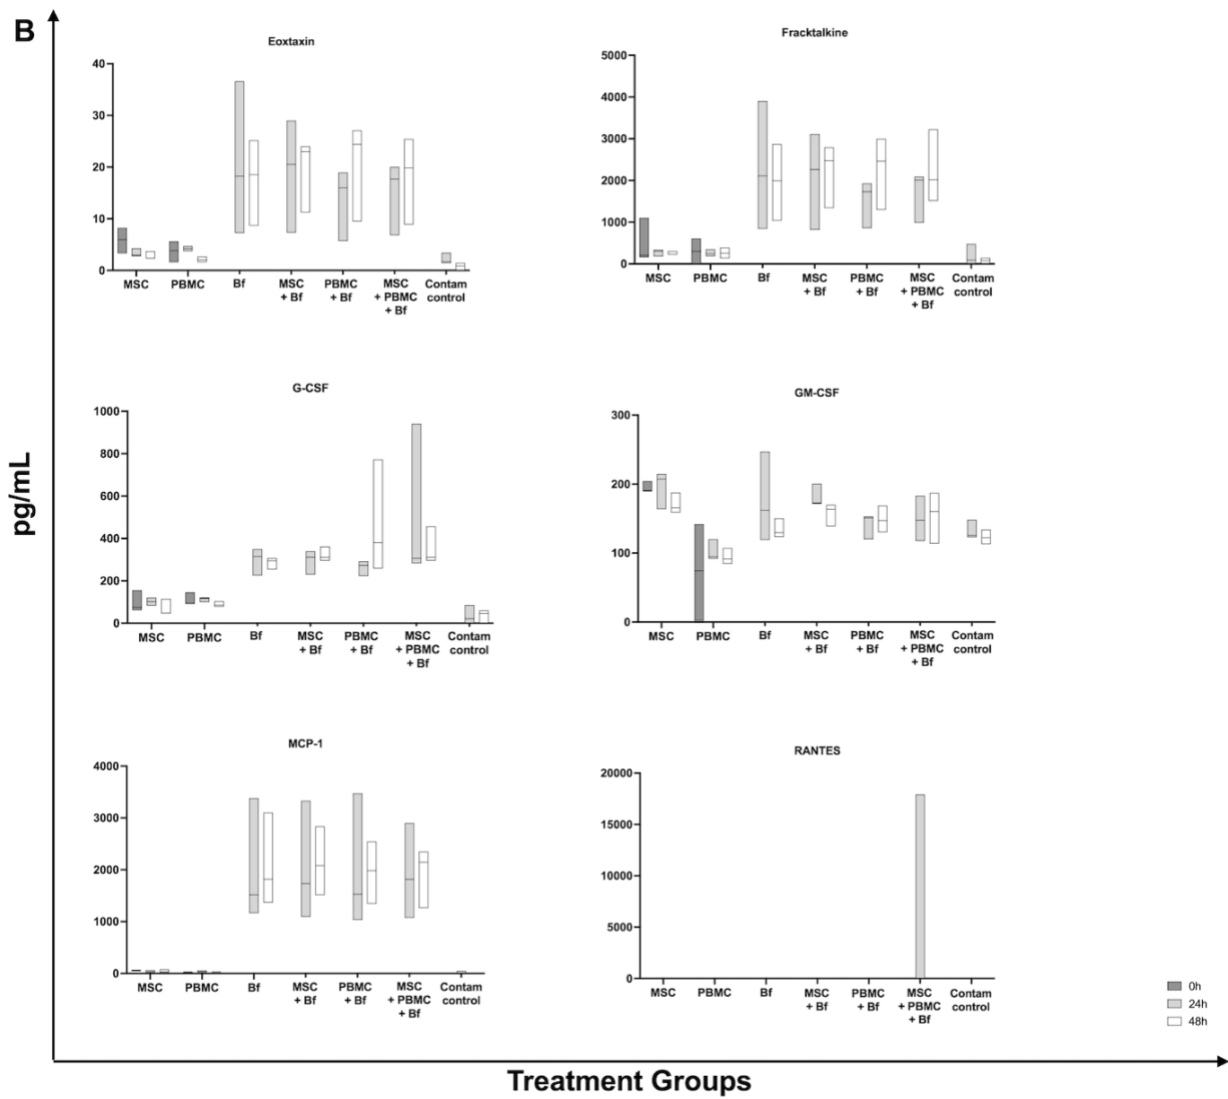 B
Eoxtaxin
40
30
20
10
0
MSC PBMC Bf MSC + Bf PBMC + Bf MSC + PBMC + Bf Contam control
Fracktalkine
5000
4000
3000
2000
1000
0
MSC PBMC Bf MSC + Bf PBMC + Bf MSC + PBMC + Bf Contam control
G-CSF
1000
800
600
400
200
0
MSC PBMC Bf MSC + Bf PBMC + Bf MSC + PBMC + Bf Contam control
GM-CSF
300
200
100
0
MSC PBMC Bf MSC + Bf PBMC + Bf MSC + PBMC + Bf Contam control
MCP-1
4000
3000
2000
1000
0
MSC PBMC Bf MSC + Bf PBMC + Bf MSC + PBMC + Bf Contam control
RANTES
20000
15000
10000
5000
0
MSC PBMC Bf MSC + Bf PBMC + Bf MSC + PBMC + Bf Contam control
0h
24h
48h
pg/mL
Treatment Groups